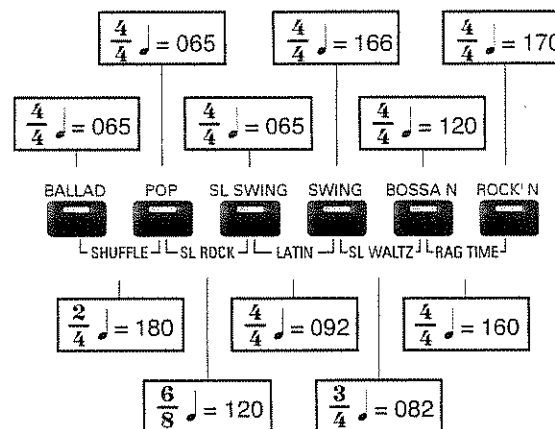 4/4 ♩ = 065 4/4 ♩ = 166 4/4 ♩ = 170
4/4 ♩ = 065 4/4 ♩ = 065 4/4 ♩ = 120
BALLAD POP SL SWING SWING BOSSA N ROCK'N
SHUFFLE SL ROCK LATIN SL WALTZ RAG TIME
2/4 ♩ = 180 4/4 ♩ = 092 4/4 ♩ = 160
6/8 ♩ = 120 3/4 ♩ = 082